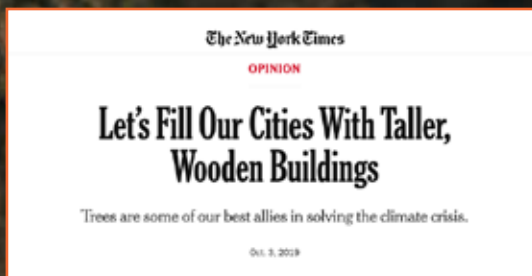 The New York Times
OPINION
Let's Fill Our Cities With Taller,
Wooden Buildings
Trees are some of our best allies in solving the climate crisis.
Oct. 3, 2019